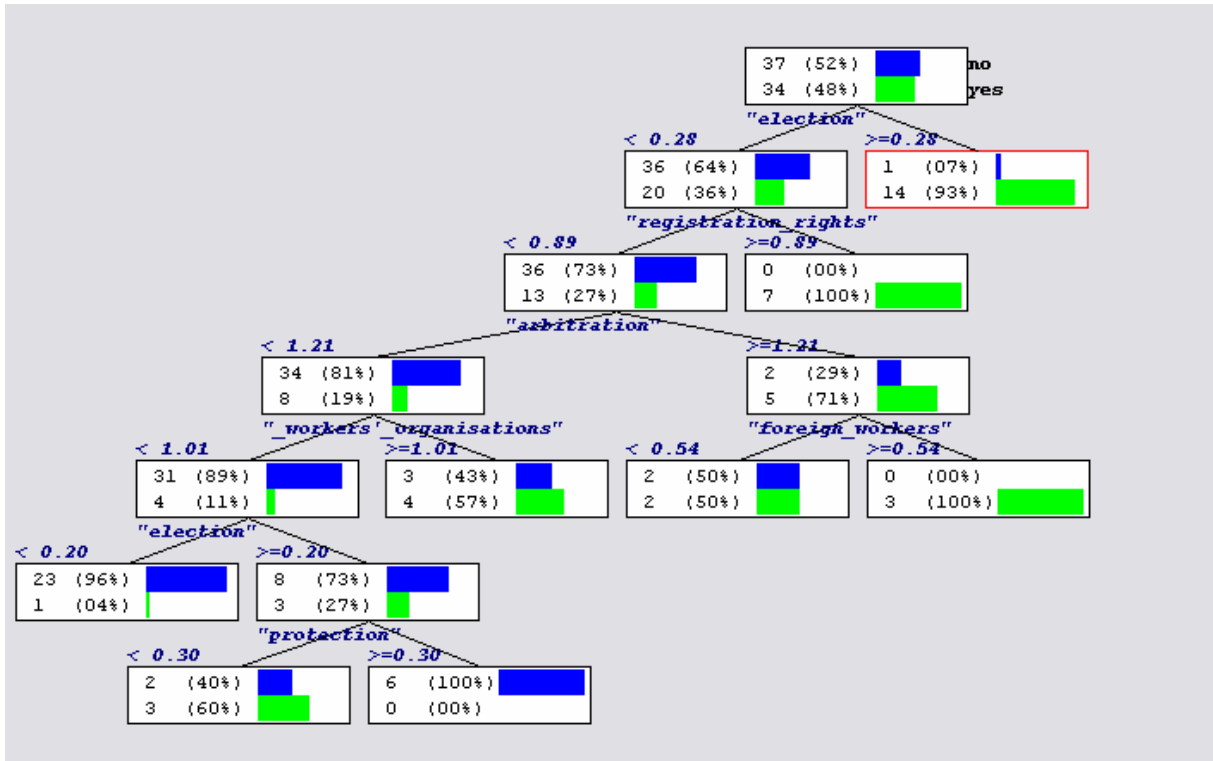 37 (52%) no
34 (48%) yes
"election"
< 0.28 >=0.28
36 (64%) 1 (07%)
20 (36%) 14 (93%)
"registration_rights"
< 0.89 >=0.89
36 (73%) 0 (00%)
13 (27%) 7 (100%)
"arbitration"
< 1.21 >=1.21
34 (81%) 2 (29%)
8 (19%) 5 (71%)
"_workers'_organisations" "foreign_workers"
< 1.01 >=1.01 < 0.54 >=0.54
31 (89%) 3 (43%) 2 (50%) 0 (00%)
4 (11%) 4 (57%) 2 (50%) 3 (100%)
"election"
< 0.20 >=0.20
23 (96%) 8 (73%)
1 (04%) 3 (27%)
"protection"
< 0.30 >=0.30
2 (40%) 6 (100%)
3 (60%) 0 (00%)